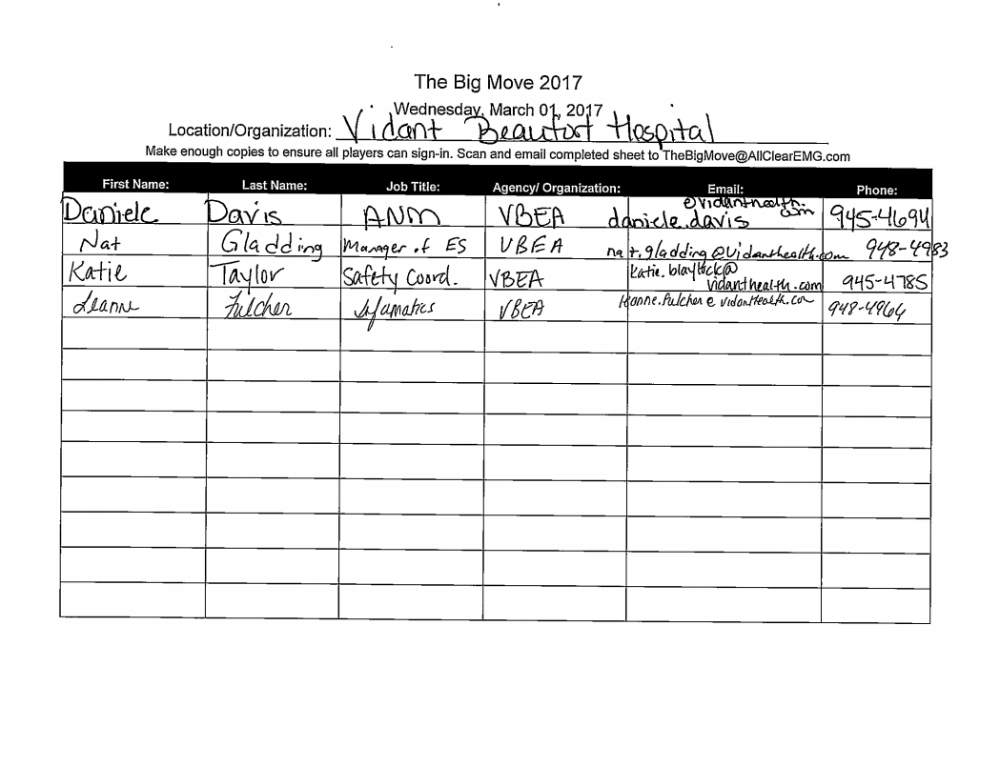 The Big Move 2017
Wednesday, March 01, 2017
Location/Organization: Vidant Beaufort Hospital
Make enough copies to ensure all players can sign-in. Scan and email completed sheet to TheBigMove@AllClearEMG.com
First Name: Last Name: Job Title: Agency/ Organization: Email: Phone:
Daniele Davis ANM VBEA daniele.davis @vidanthealth.com 945-4694
Nat Gladding Manager of ES VBEA nat.gladding@vidanthealth.com 948-4983
Katie Taylor Safety Coord. VBEA Katie.blaylock@
vidanthealth.com 945-4785
Leanne Fulcher VBEA leanne.fulcher@vidanthealth.com 948-4964